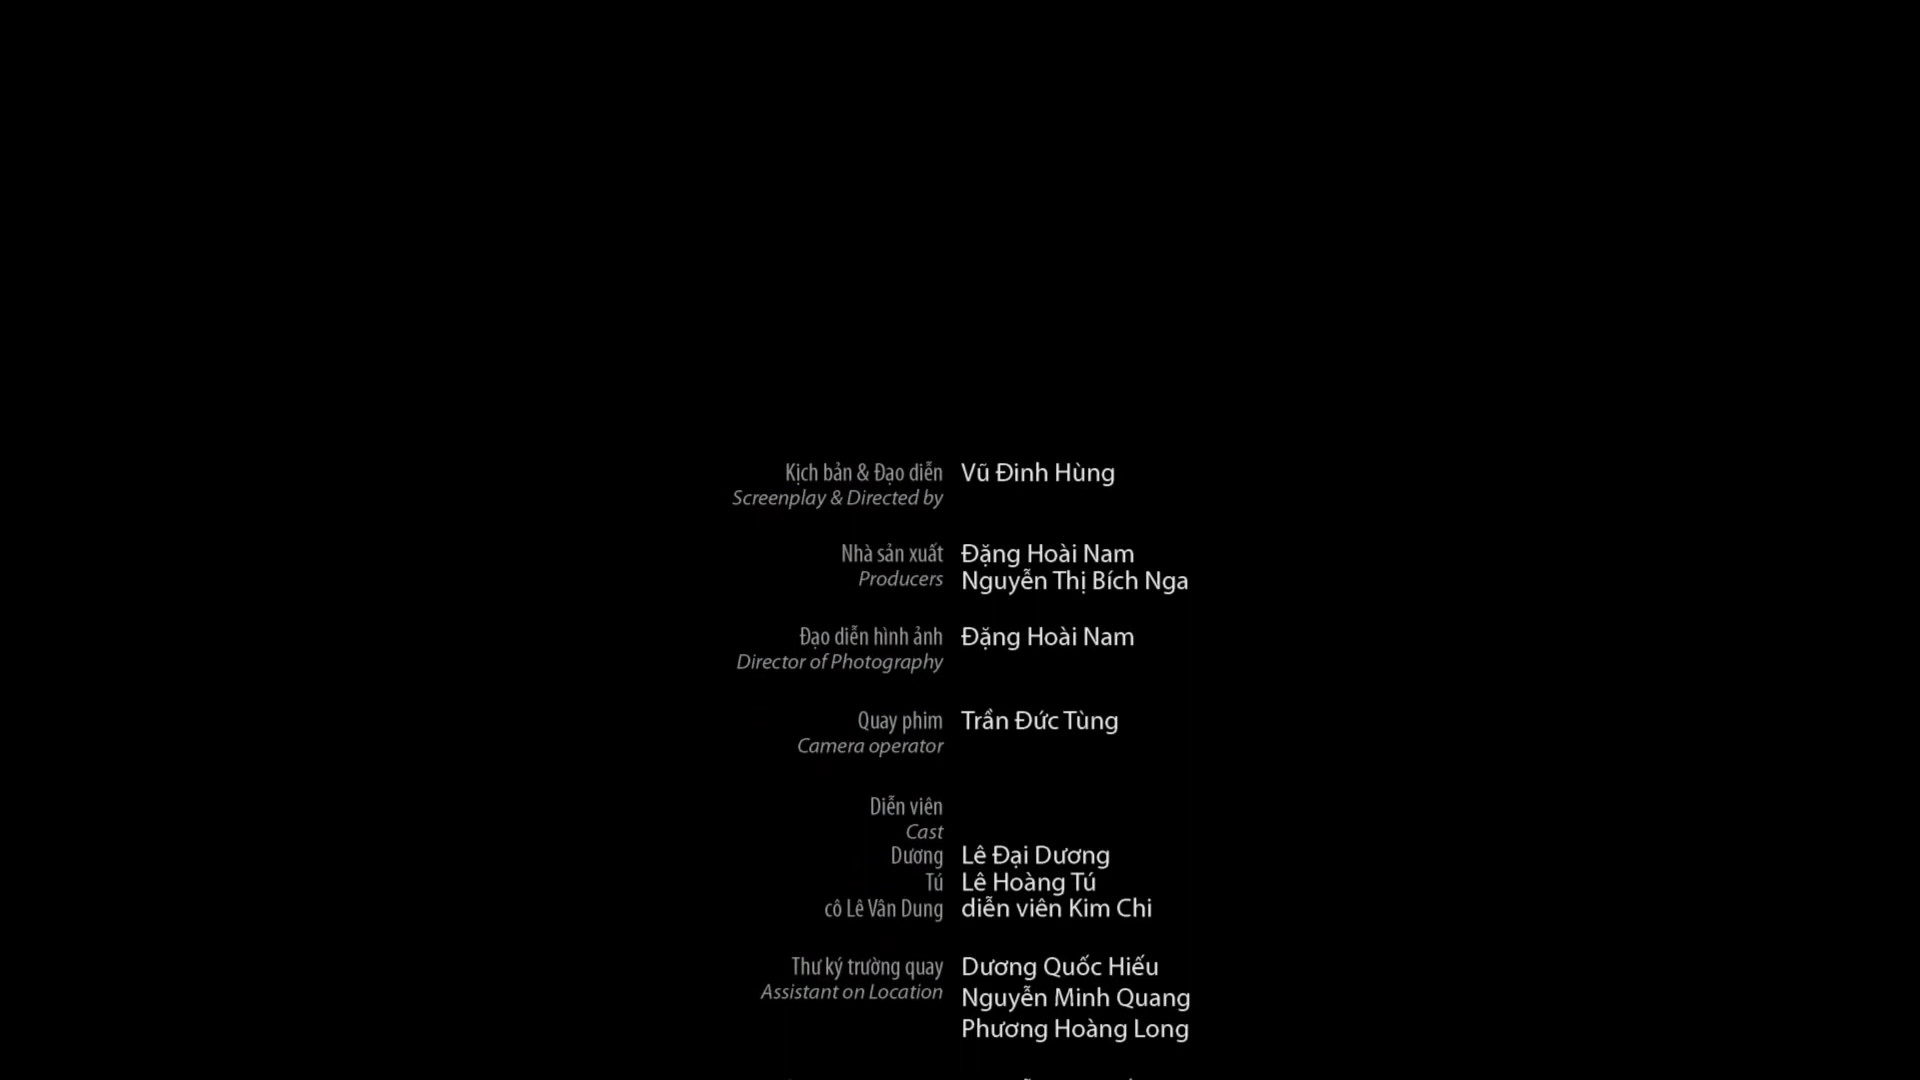 Kịch bản & Đạo diễn Vũ Đinh Hùng
Screenplay & Directed by
Nhà sản xuất Đặng Hoài Nam
Producers Nguyễn Thị Bích Nga
Đạo diễn hình ảnh Đặng Hoài Nam
Director of Photography
Quay phim Trần Đức Tùng
Camera operator
Diễn viên
Cast
Dương Lê Đại Dương
Tú Lê Hoàng Tú
cô Lê Vân Dung diễn viên Kim Chi
Thư ký trường quay Dương Quốc Hiếu
Assistant on Location Nguyễn Minh Quang
Phương Hoàng Long